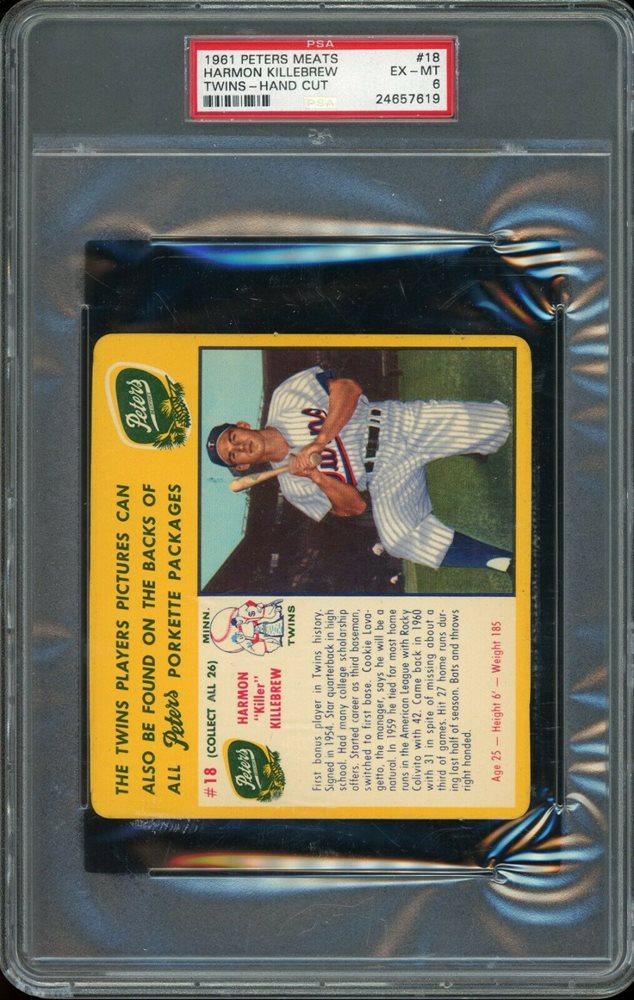 PSA
1961 PETERS MEATS #18
HARMON KILLEBREW EX-MT
TWINS-HAND CUT 6
PSA 24657619
THE TWINS PLAYERS PICTURES CAN
ALSO BE FOUND ON THE BACKS OF
ALL Peters PORKETTE PACKAGES
Peters
Twins
#18 (COLLECT ALL 26)
Peters
HARMON
"Killer"
KILLEBREW
MINN.
TWINS
First bonus player in Twins history.
Signed in 1954. Star quarterback in high
school. Had many college scholarship
offers. Started career as third baseman,
switched to first base. Cookie Lava-
getto, the manager, says he will be a
natural. In 1959 he tied for most home
runs in the American League with Rocky
Colivito with 42. Came back in 1960
with 31 in spite of missing about a
third of games. Hit 27 home runs dur-
ing last half of season. Bats and throws
right handed.
Age 25 — Height 6' — Weight 185